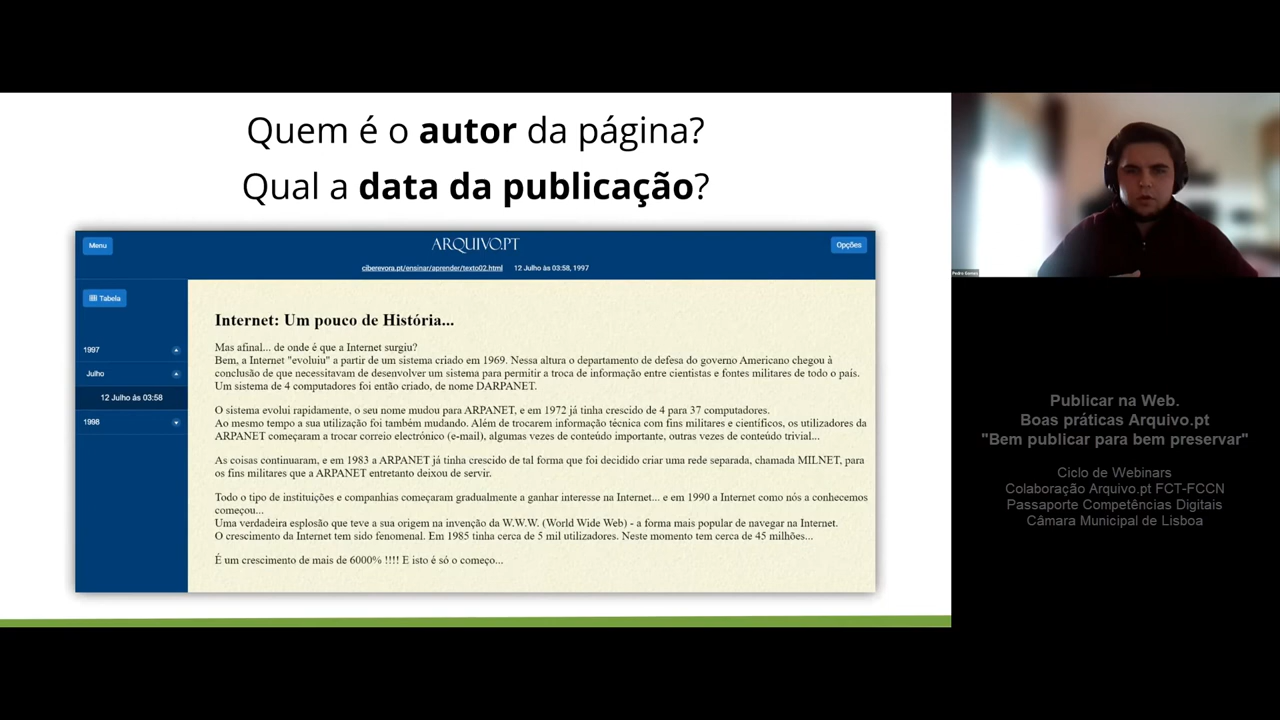 Quem é o autor da página?
Qual a data da publicação?
Menu
ARQUIVO.PT
Opções
ciberevora.pt/ensinar/aprender/texto02.html 12 Julho às 03:58, 1997
Tabela
1997
Julho
12 Julho às 03:58
1998
Internet: Um pouco de História...
Mas afinal... de onde é que a Internet surgiu?
Bem, a Internet "evoluiu" a partir de um sistema criado em 1969. Nessa altura o departamento de defesa do governo Americano chegou à
conclusão de que necessitavam de desenvolver um sistema para permitir a troca de informação entre cientistas e fontes militares de todo o país.
Um sistema de 4 computadores foi então criado, de nome DARPANET.
O sistema evolui rapidamente, o seu nome mudou para ARPANET, e em 1972 já tinha crescido de 4 para 37 computadores.
Ao mesmo tempo a sua utilização foi também mudando. Além de trocarem informação técnica com fins militares e científicos, os utilizadores da
ARPANET começaram a trocar correio electrónico (e-mail), algumas vezes de conteúdo importante, outras vezes de conteúdo trivial...
As coisas continuaram, e em 1983 a ARPANET já tinha crescido de tal forma que foi decidido criar uma rede separada, chamada MILNET, para
os fins militares que a ARPANET entretanto deixou de servir.
Todo o tipo de instituições e companhias começaram gradualmente a ganhar interesse na Internet... e em 1990 a Internet como nós a conhecemos
começou...
Uma verdadeira explosão que teve a sua origem na invenção da W.W.W. (World Wide Web) - a forma mais popular de navegar na Internet.
O crescimento da Internet tem sido fenomenal. Em 1985 tinha cerca de 5 mil utilizadores. Neste momento tem cerca de 45 milhões...
É um crescimento de mais de 6000% !!!! E isto é só o começo...
Pedro Gomes
Publicar na Web.
Boas práticas Arquivo.pt
"Bem publicar para bem preservar"
Ciclo de Webinars
Colaboração Arquivo.pt FCT-FCCN
Passaporte Competências Digitais
Câmara Municipal de Lisboa